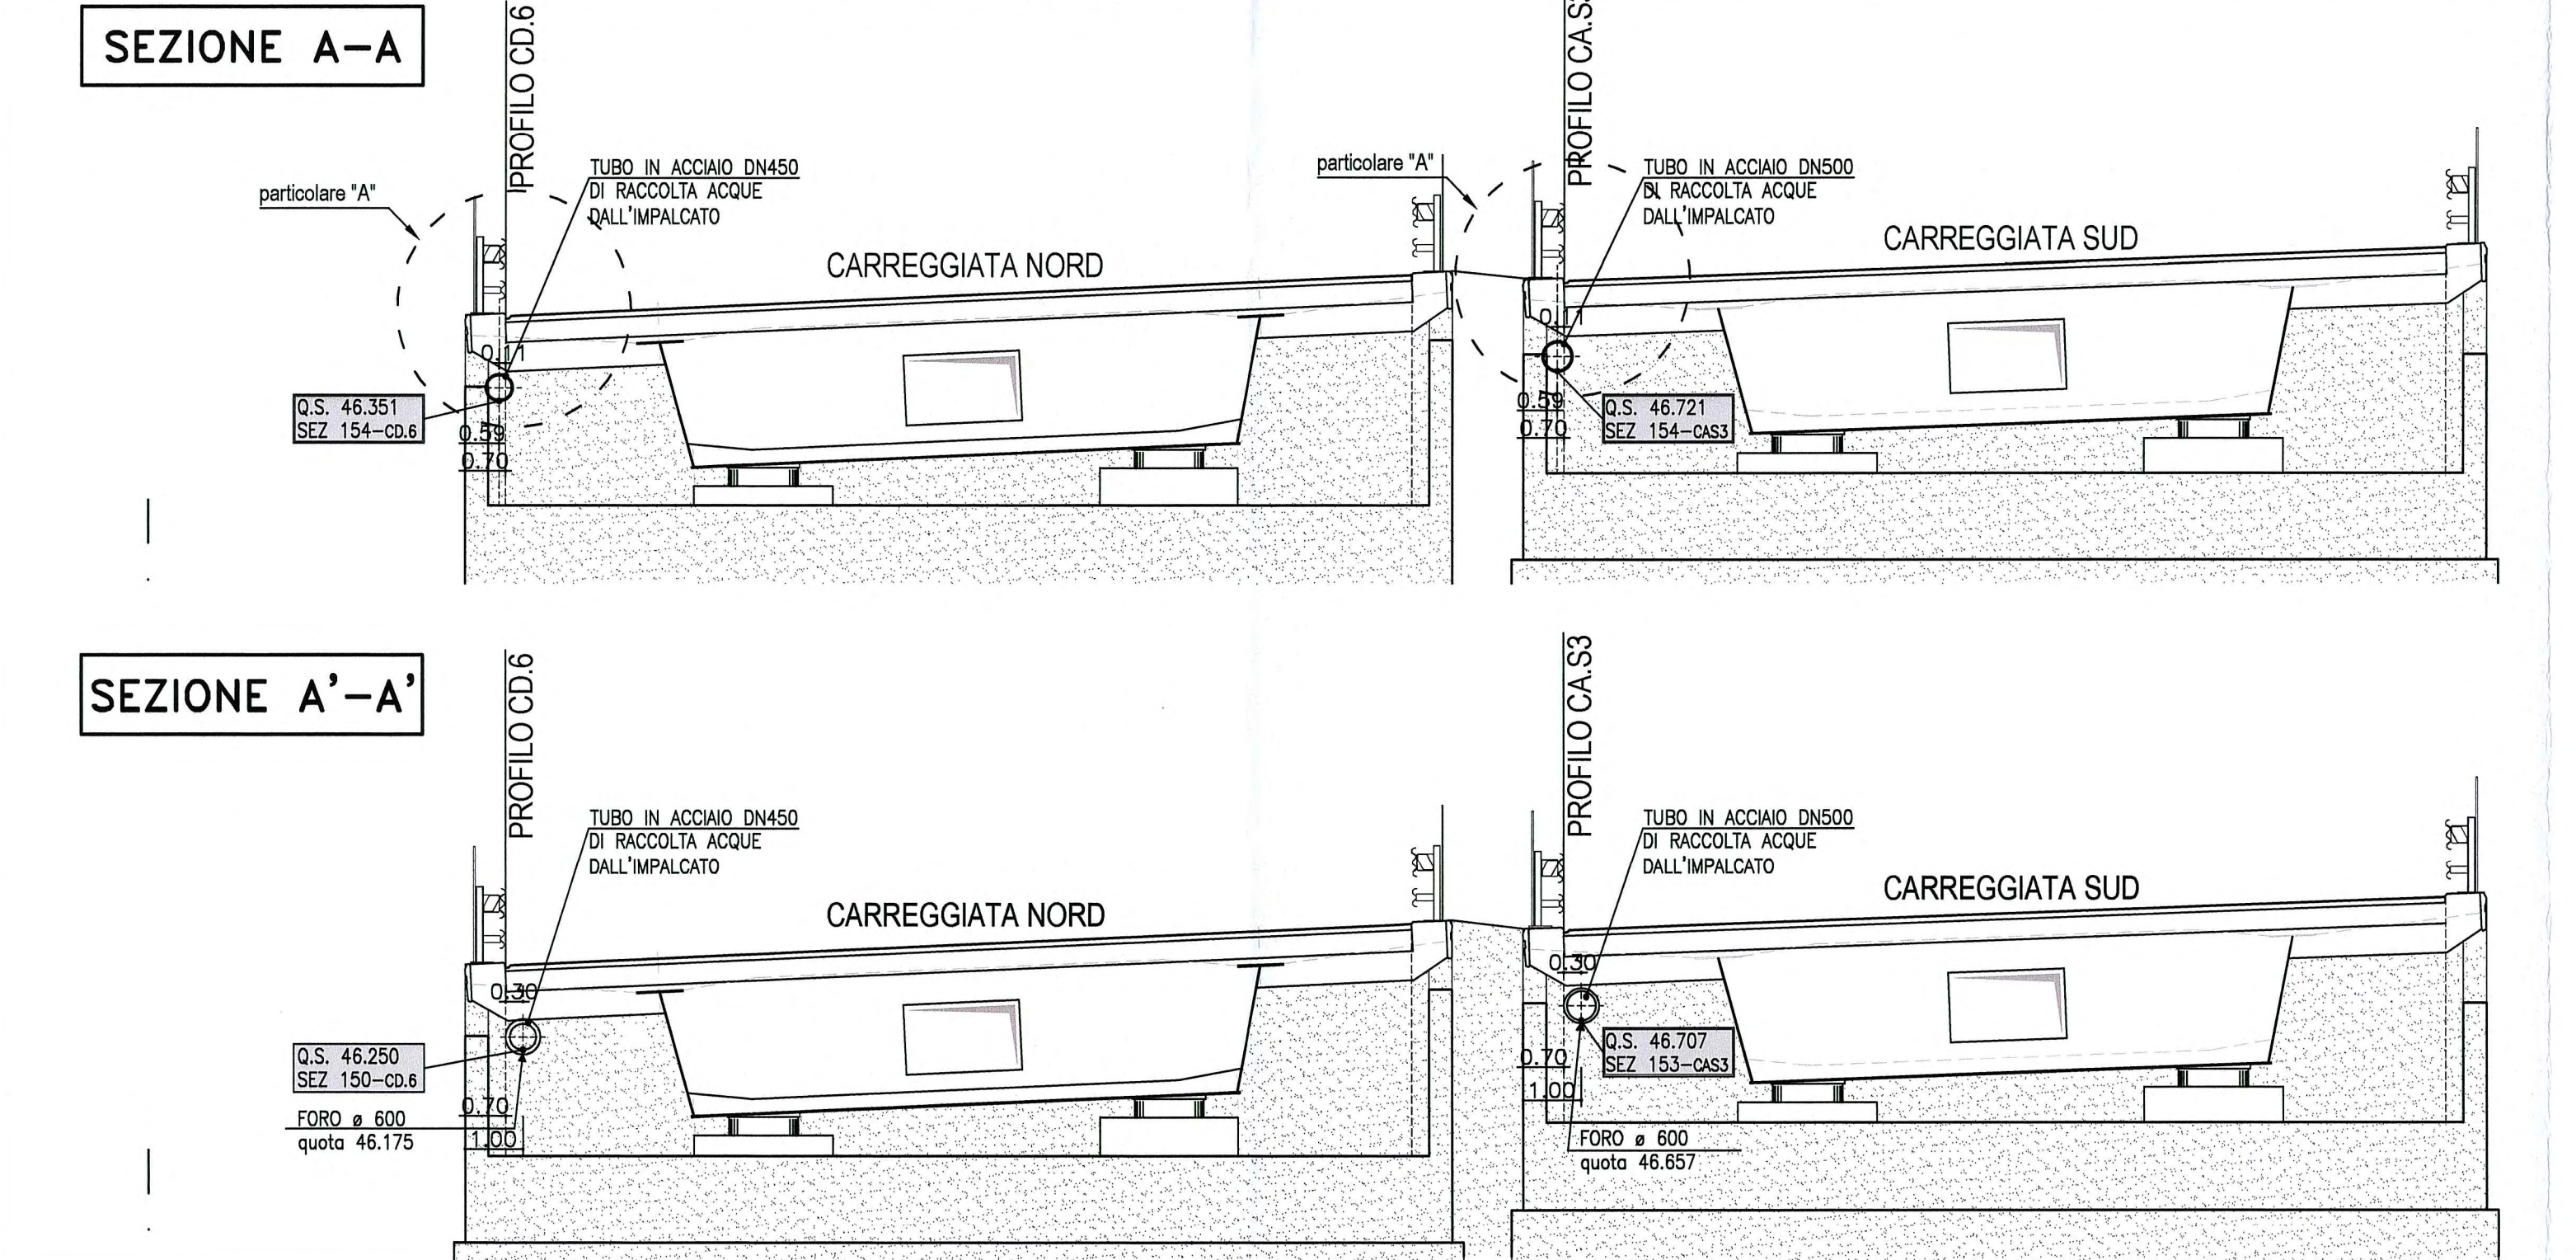 SEZIONE A-A
PROFILO CD.6
TUBO IN ACCIAIO DN450
DI RACCOLTA ACQUE
DALL'IMPALCATO
particolare "A"
CARREGGIATA NORD
0.11
Q.S. 46.351
SEZ 154-CD.6
0.59
0.70
particolare "A"
PROFILO CA.S3
TUBO IN ACCIAIO DN500
DI RACCOLTA ACQUE
DALL'IMPALCATO
CARREGGIATA SUD
0.11
0.59
0.70
Q.S. 46.721
SEZ 154-CAS3
SEZIONE A'-A'
PROFILO CD.6
TUBO IN ACCIAIO DN450
DI RACCOLTA ACQUE
DALL'IMPALCATO
CARREGGIATA NORD
0.30
Q.S. 46.250
SEZ 150-CD.6
0.70
FORO ø 600
quota 46.175
1.00
PROFILO CA.S3
TUBO IN ACCIAIO DN500
DI RACCOLTA ACQUE
DALL'IMPALCATO
CARREGGIATA SUD
0.30
Q.S. 46.707
SEZ 153-CAS3
0.70
1.00
FORO ø 600
quota 46.657